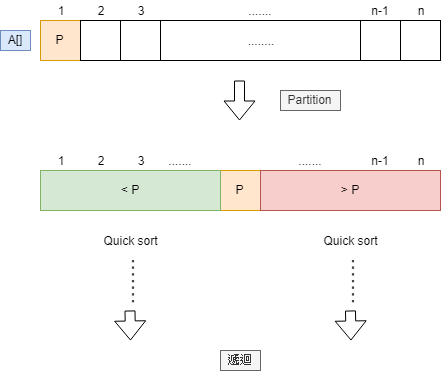 1 2 3 ....... n-1 n
A[] P ........
Partition
1 2 3 ....... ....... n-1 n
< P P > P
Quick sort Quick sort
遞迴